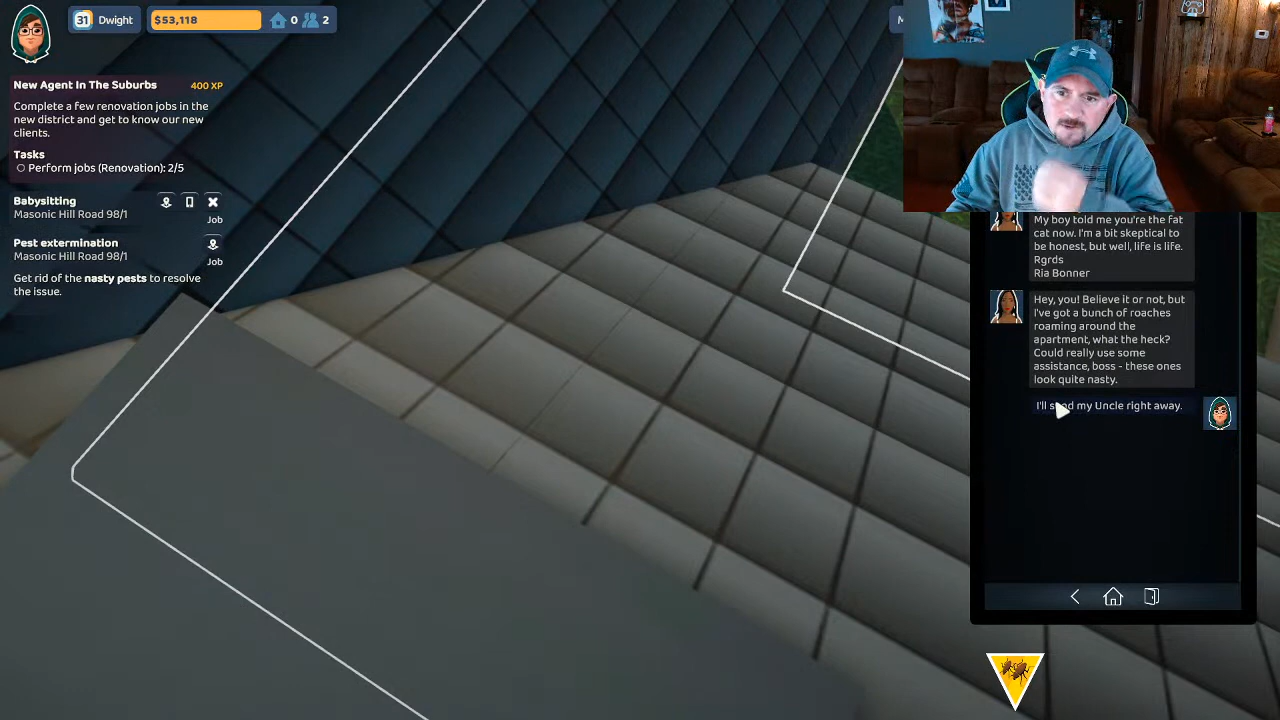 31 Dwight
$53,118
0
2
New Agent In The Suburbs
400 XP
Complete a few renovation jobs in the
new district and get to know our new
clients.
Tasks
Perform jobs (Renovation): 2/5
Babysitting
Masonic Hill Road 98/1
Job
Pest extermination
Masonic Hill Road 98/1
Job
Get rid of the nasty pests to resolve
the issue.
My boy told me you're the fat
cat now. I'm a bit skeptical to
be honest, but well, life is life.
Rgrds
Ria Bonner
Hey, you! Believe it or not, but
I've got a bunch of roaches
roaming around the
apartment, what the heck?
Could really use some
assistance, boss - these ones
look quite nasty.
I'll send my Uncle right away.